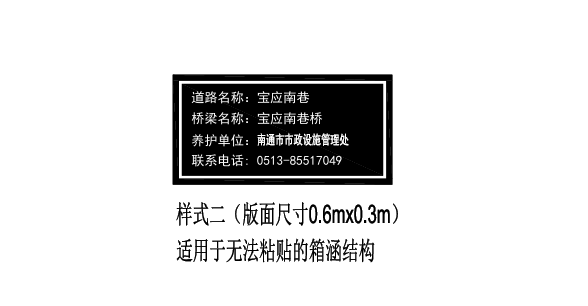 道路名称：宝应南巷
桥梁名称：宝应南巷桥
养护单位：南通市市政设施管理处
联系电话：0513-85517049
样式二（版面尺寸0.6mx0.3m）
适用于无法粘贴的箱涵结构